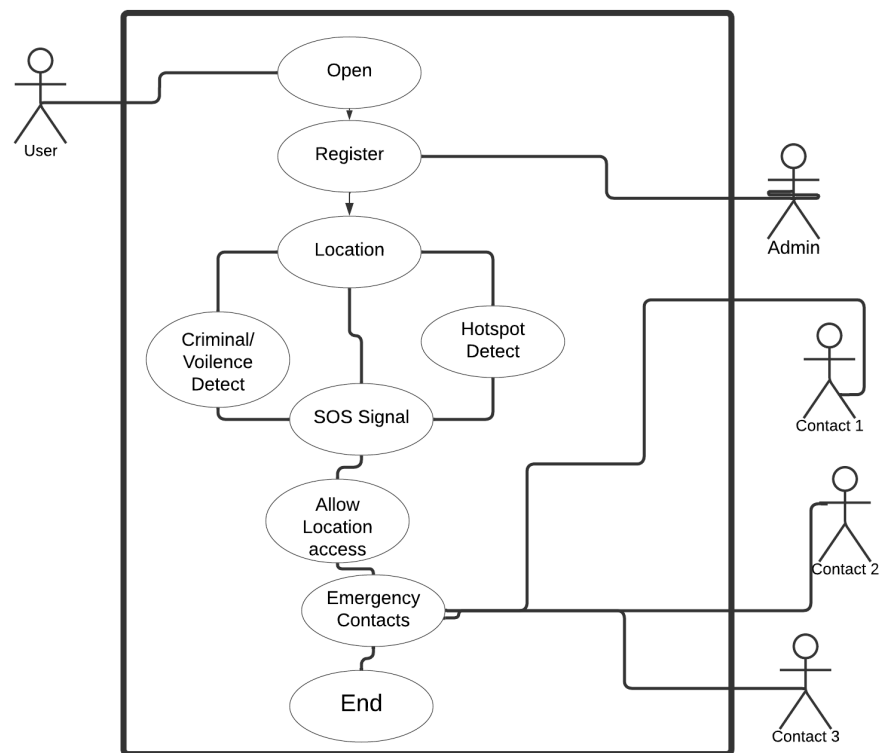 Open
User
Register
Admin
Location
Criminal/
Voilence
Detect
Hotspot
Detect
SOS Signal
Contact 1
Allow
Location
access
Contact 2
Emergency
Contacts
End
Contact 3